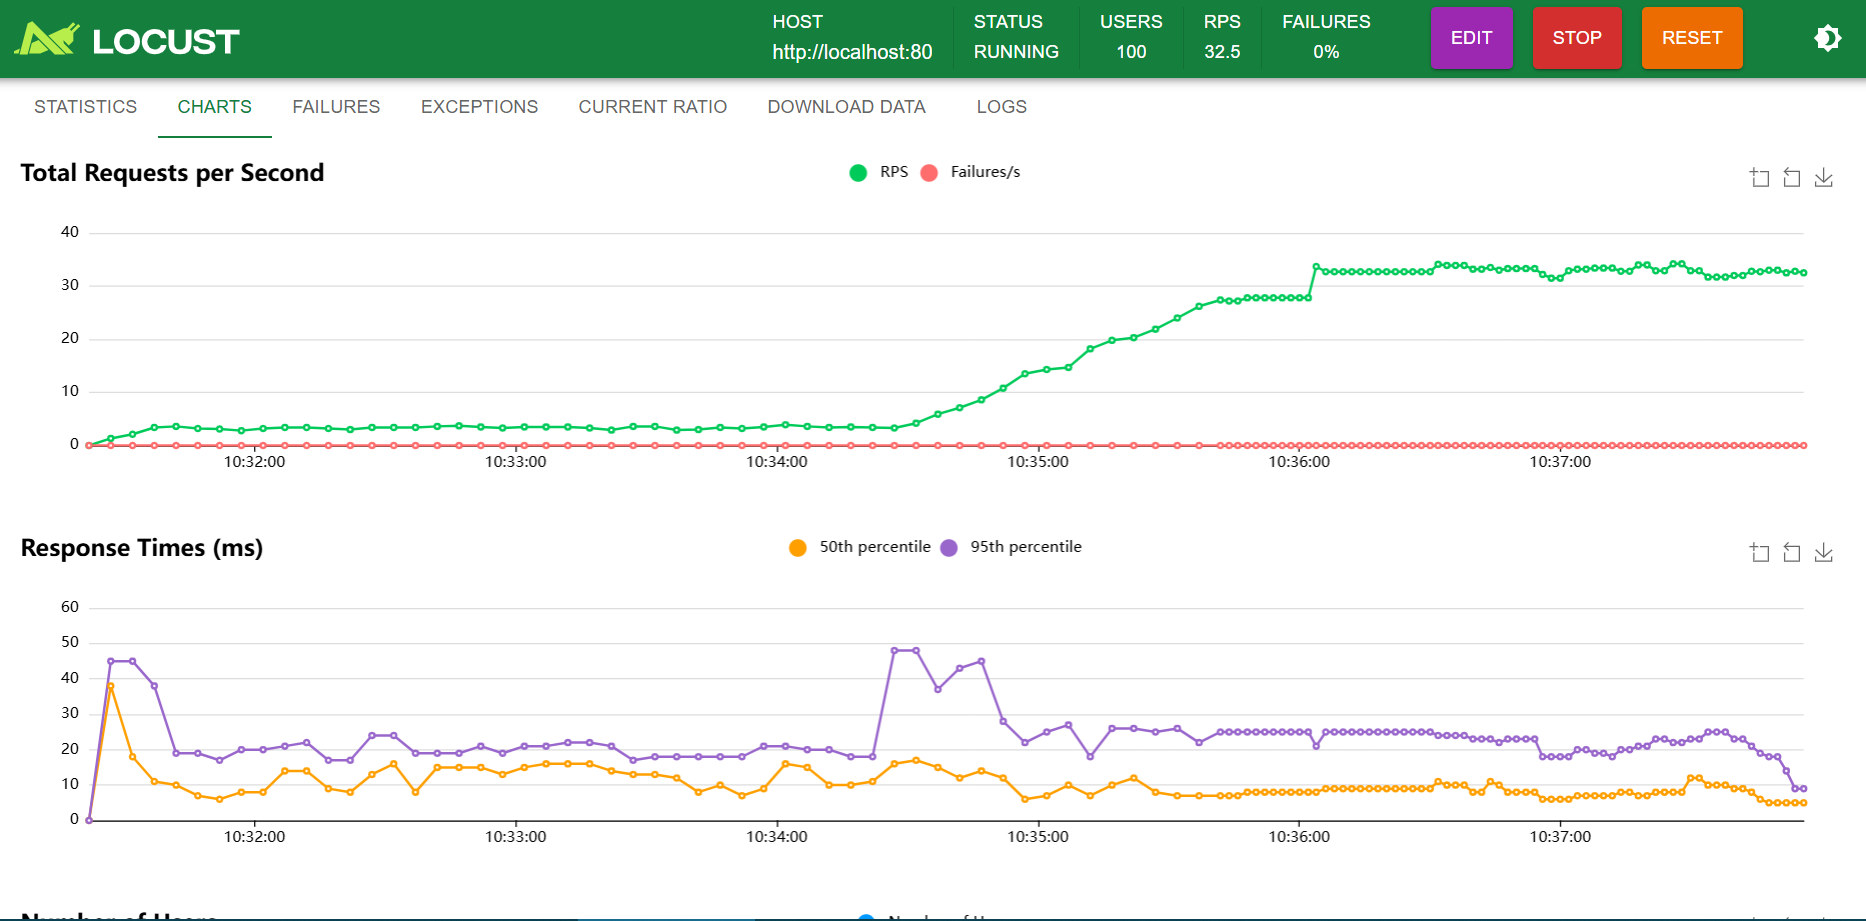 LOCUST
HOST
http://localhost:80
STATUS
RUNNING
USERS
100
RPS
32.5
FAILURES
0%
EDIT
STOP
RESET
STATISTICS CHARTS FAILURES EXCEPTIONS CURRENT RATIO DOWNLOAD DATA LOGS
Total Requests per Second
RPS Failures/s
40
30
20
10
0
10:32:00 10:33:00 10:34:00 10:35:00 10:36:00 10:37:00
Response Times (ms)
50th percentile 95th percentile
60
50
40
30
20
10
0
10:32:00 10:33:00 10:34:00 10:35:00 10:36:00 10:37:00
Number of Users